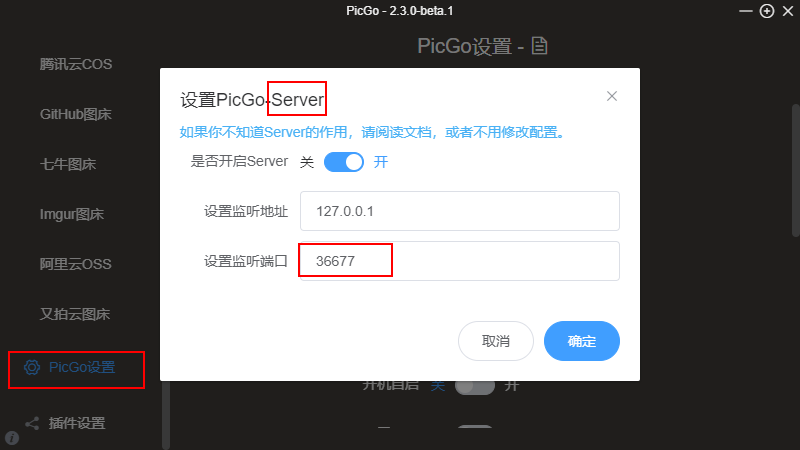 PicGo - 2.3.0-beta.1
PicGo设置 -
腾讯云COS
GitHub图床
七牛图床
Imgur图床
阿里云OSS
又拍云图床
PicGo设置
插件设置
设置PicGo-Server
如果你不知道Server的作用，请阅读文档，或者不用修改配置。
是否开启Server 关 开
设置监听地址 127.0.0.1
设置监听端口 36677
取消 确定
开机自启 关 开